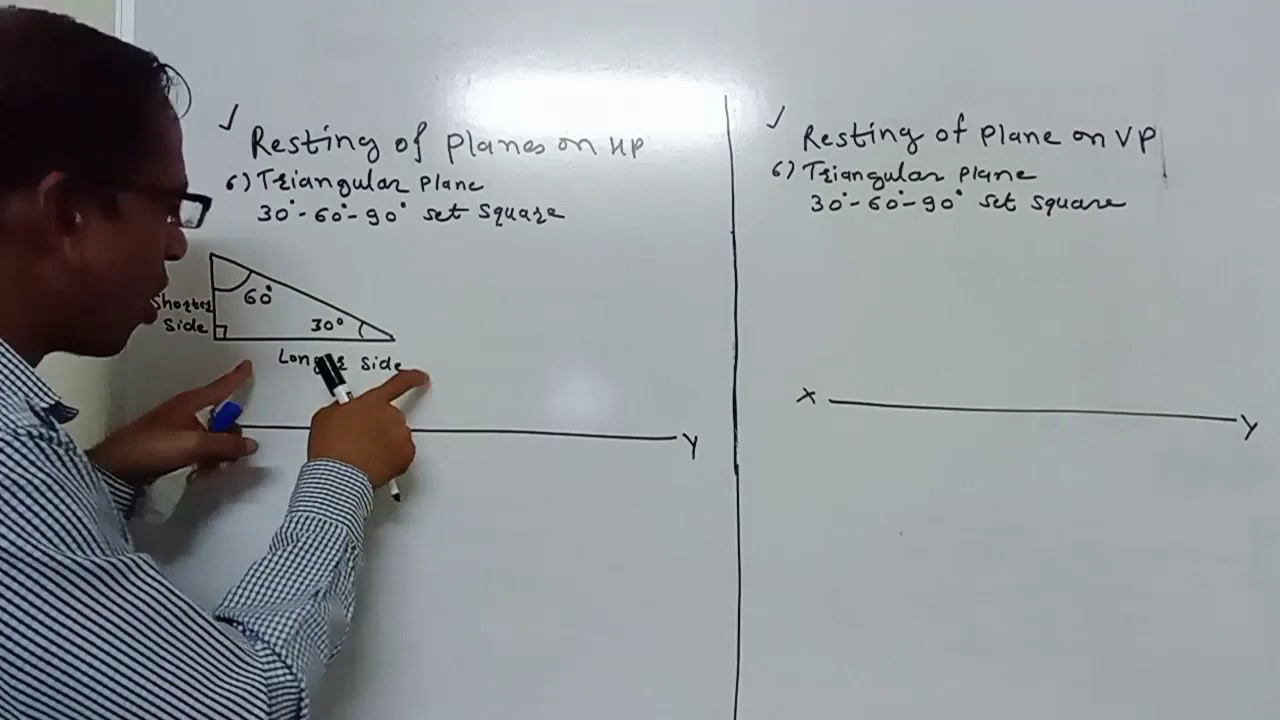 ✓ Resting of planes on HP
6) Triangular plane
30°-60°-90° set square
60°
Shorter
side
30°
side
Y
✓ Resting of plane on VP
6) Triangular plane
30°-60°-90° set square
X
Y